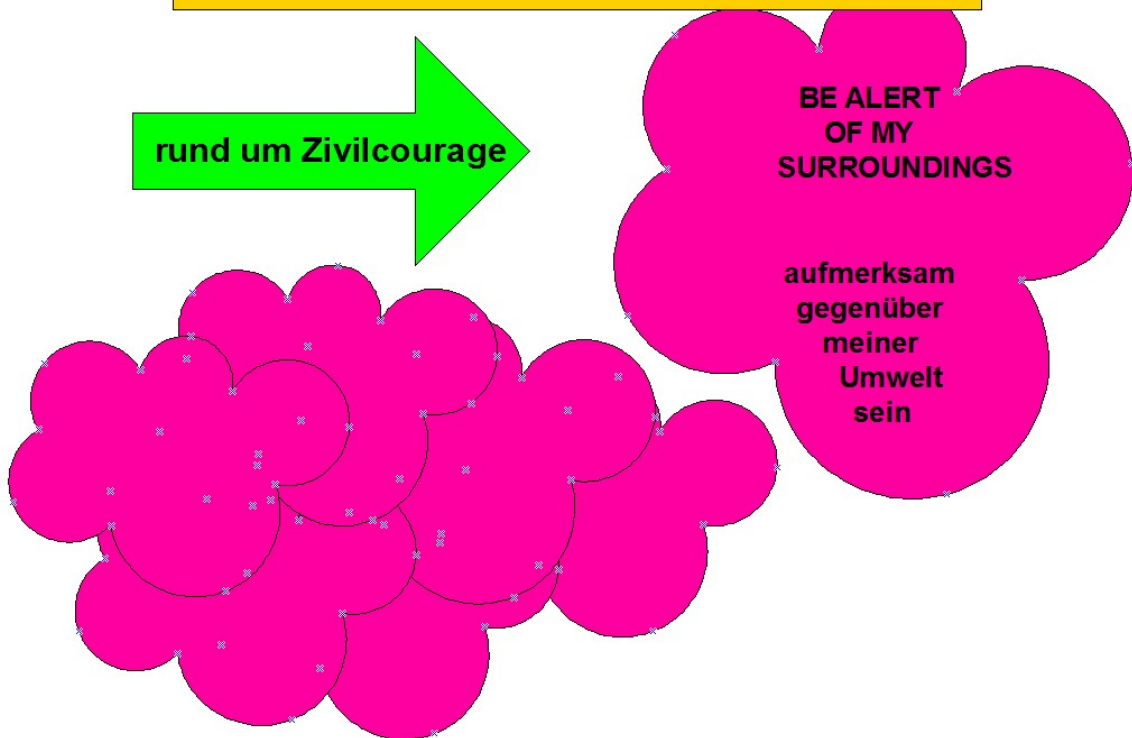 rund um Zivilcourage
BE ALERT
OF MY
SURROUNDINGS
aufmerksam
gegenüber
meiner
Umwelt
sein